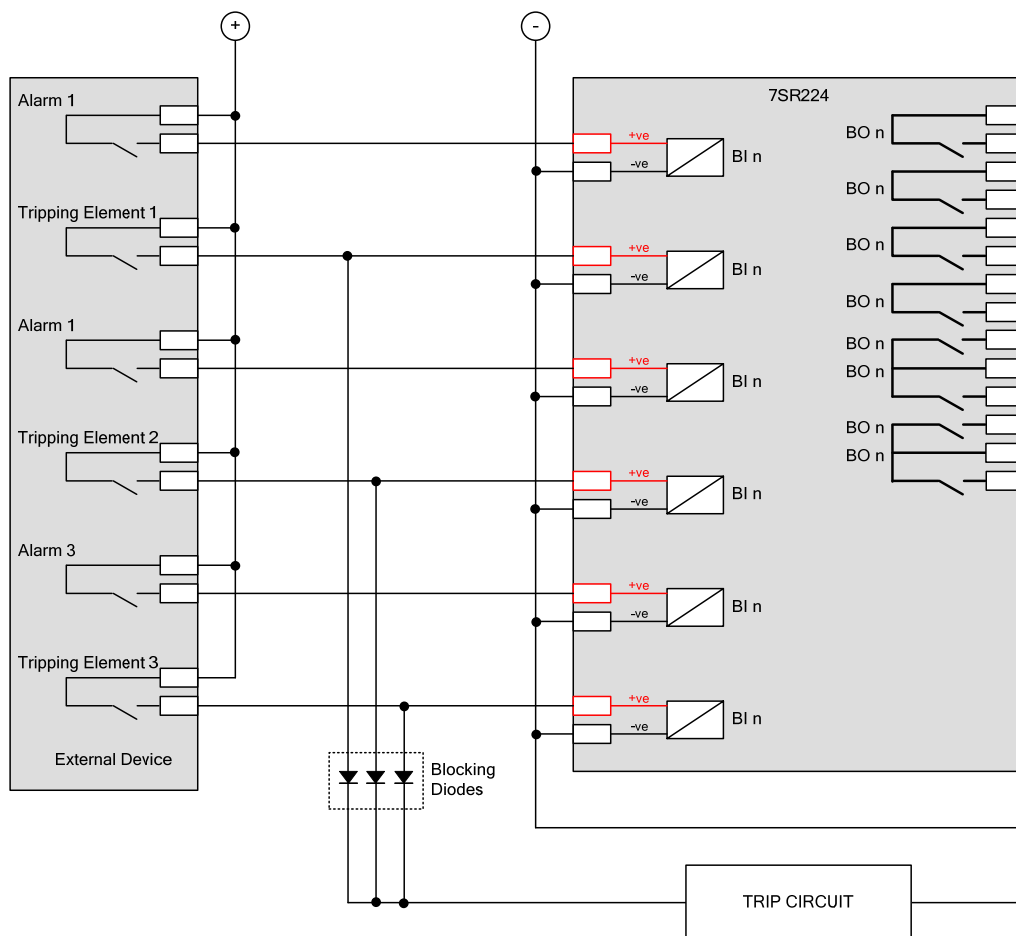 +
-
Alarm 1
Tripping Element 1
Alarm 1
Tripping Element 2
Alarm 3
Tripping Element 3
External Device
Blocking
Diodes
7SR224
+ve
-ve
BI n
+ve
-ve
BI n
+ve
-ve
BI n
+ve
-ve
BI n
+ve
-ve
BI n
+ve
-ve
BI n
BO n
BO n
BO n
BO n
BO n
BO n
BO n
BO n
TRIP CIRCUIT